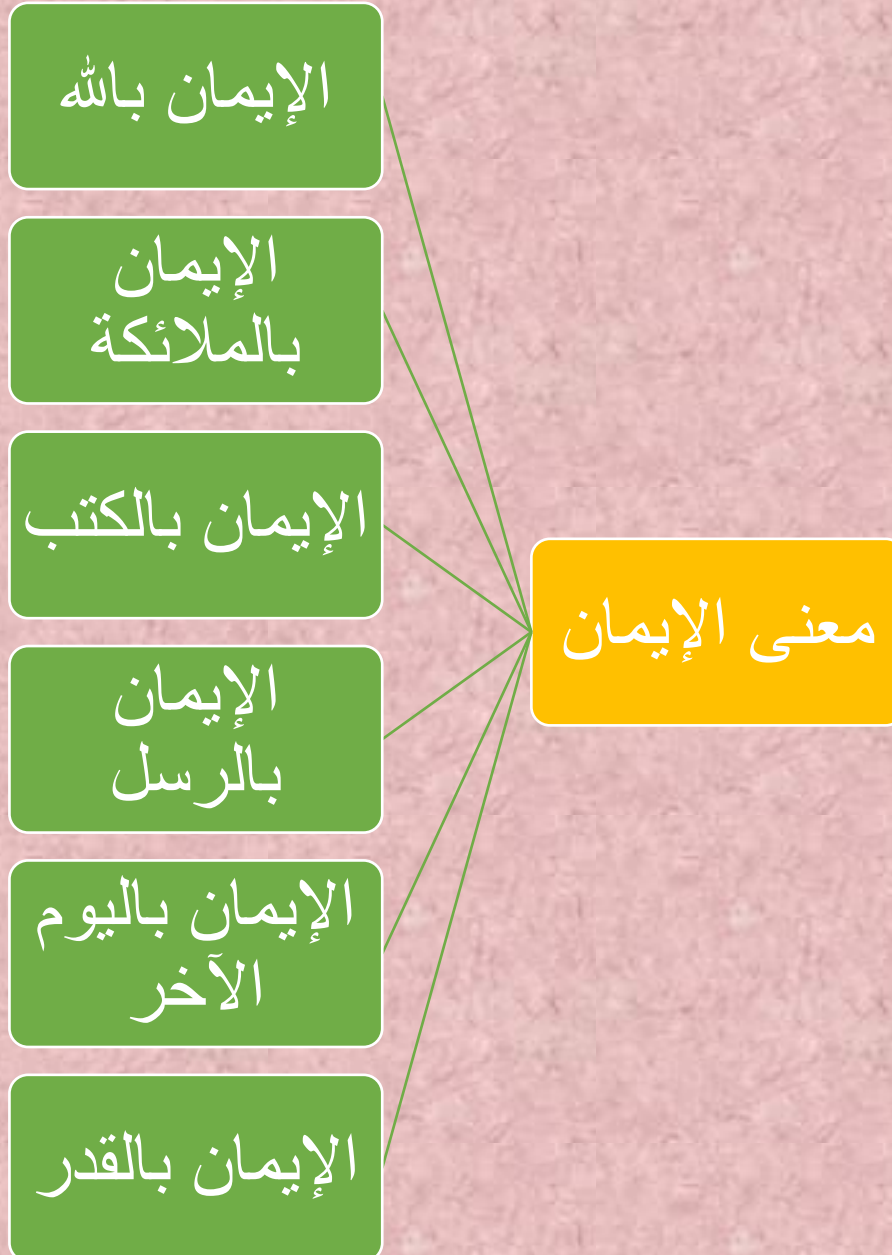 معنى الإيمان
الإيمان بالله
الإيمان
بالملائكة
الإيمان بالكتب
الإيمان
بالرسل
الإيمان باليوم
الآخر
الإيمان بالقدر